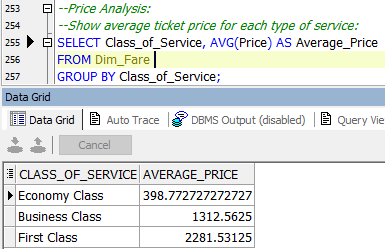 253 --Price Analysis:
254 --Show average ticket price for each type of service:
255 SELECT Class_of_Service, AVG(Price) AS Average_Price
256 FROM Dim_Fare
257 GROUP BY Class_of_Service;
Data Grid
Data Grid Auto Trace DBMS Output (disabled) Query Vie
Cancel
CLASS_OF_SERVICE AVERAGE_PRICE
Economy Class 398.772727272727
Business Class 1312.5625
First Class 2281.53125